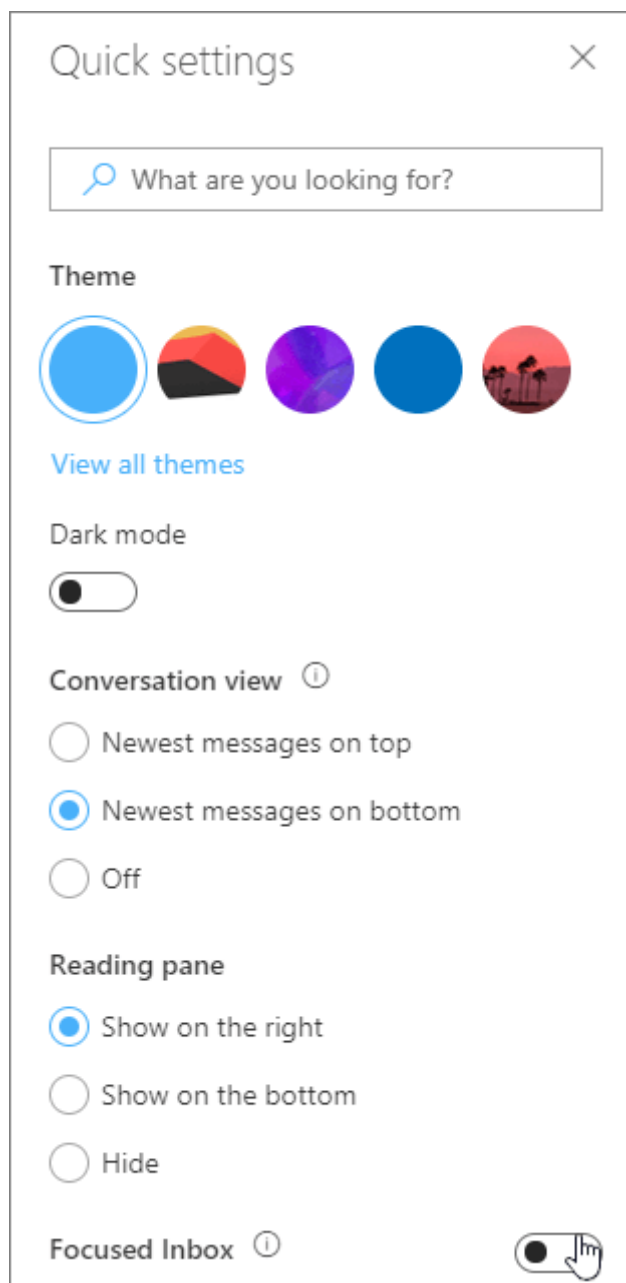 Quick settings
What are you looking for?
Theme
View all themes
Dark mode
Conversation view
Newest messages on top
Newest messages on bottom
Off
Reading pane
Show on the right
Show on the bottom
Hide
Focused Inbox